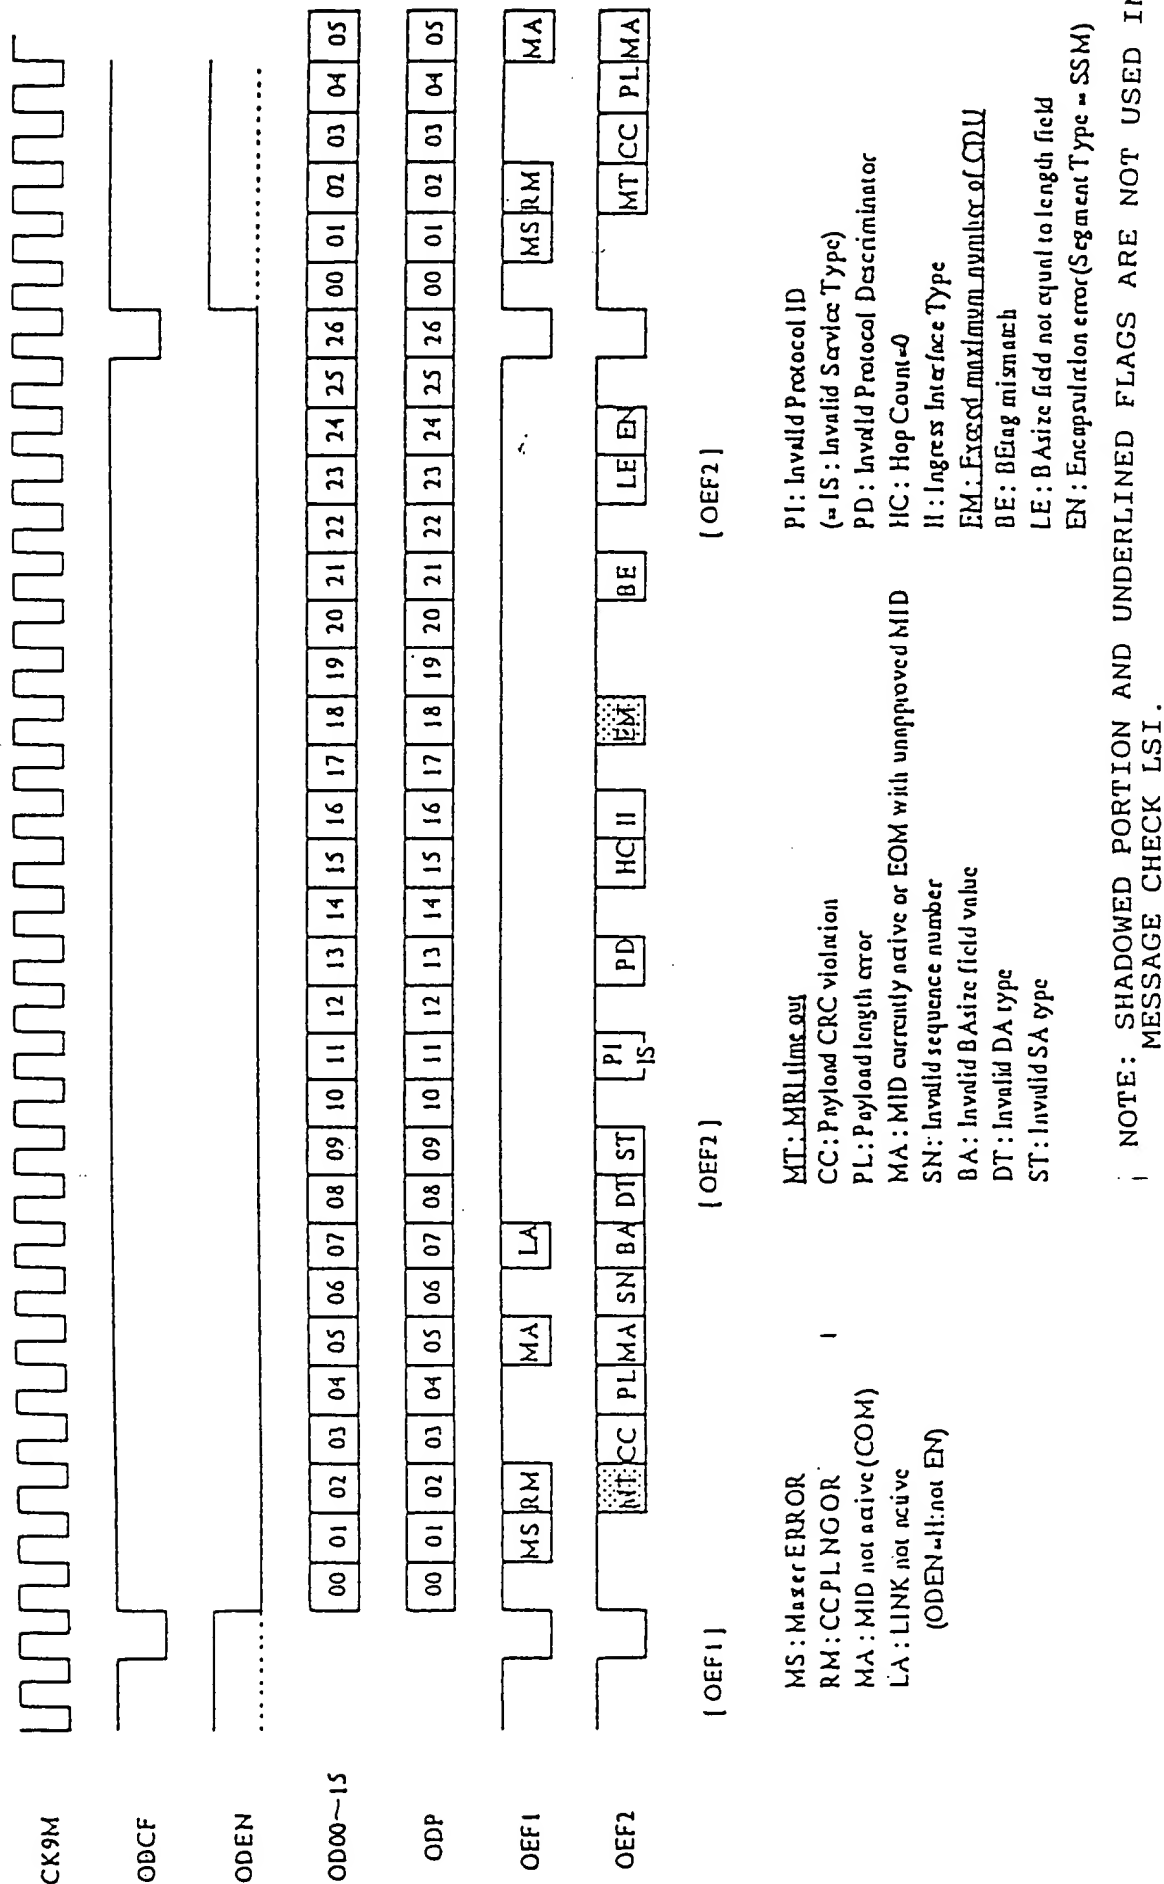 CK9M
ODCF
ODEN
OD00~15 00 01 02 03 04 05 06 07 08 09 10 11 12 13 14 15 16 17 18 19 20 21 22 23 24 25 26 00 01 02 03 04 05
ODP 00 01 02 03 04 05 06 07 08 09 10 11 12 13 14 15 16 17 18 19 20 21 22 23 24 25 26 00 01 02 03 04 05
OEF1 MS RM MA LA MS RM MA
OEF2 MT CC PL MA SN BA DT ST PI IS PD HC II EM BE LE EN MT CC PL MA
[OEF1]
MS : Maxer ERROR
RM : CC PL NG OR
MA : MID not active (COM)
LA : LINK not active
(ODEN=H:not EN)
[OEF2]
MT : MRI time out
CC : Payload CRC violation
PL : Payload length error
MA : MID currently active or EOM with unapproved MID
SN : Invalid sequence number
BA : Invalid BAsize field value
DT : Invalid DA type
ST : Invalid SA type
[OEF2]
PI : Invalid Protocol ID
(= IS : Invalid Service Type)
PD : Invalid Protocol Descriminator
HC : Hop Count=0
II : Ingress Interface Type
EM : Exceed maximum number of CDU
BE : BEtag mismatch
LE : BAsize field not equal to length field
EN : Encapsulation error(Segment Type = SSM)
NOTE: SHADOWED PORTION AND UNDERLINED FLAGS ARE NOT USED IN
MESSAGE CHECK LSI.